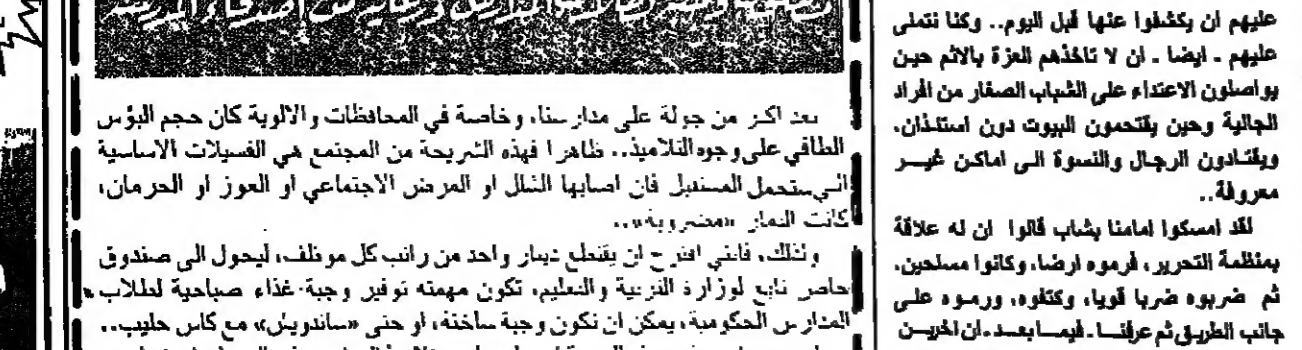 عليهم ان يكشفوا عنها قبل اليوم.. وكنا نتمنى
عليهم - ايضا - ان لا تاخذهم العزة بالاثم حين
يواصلون الاعتداء على الشباب الصغار من افراد
الجالية وحين يقتحمون البيوت دون استئذان،
ويقتادون الرجال والنسوة الى اماكن غير
معروفة..
لقد امسكوا امامنا بشاب قالوا ان له علاقة
بمنظمة التحرير، فرموه ارضا، وكانوا مسلحين،
ثم ضربوه ضربا قويا، وكتفوه، ورموه على
جانب الطريق ثم عرفنا - فيما بعد - ان اخرين
بعد اكثر من جولة على مدارسنا، وخاصة في المحافظات والالوية كان حجم البؤس
الطافي على وجوه التلاميذ.. ظاهرا فهذه الشريحة من المجتمع هي الفسيلات الاساسية
التي ستحمل المستقبل فان اصابها الشلل او المرض الاجتماعي او العوز او الحرمان،
كانت الثمار «مضروبة»..
ولذلك، فانني اقترح ان يقتطع دينار واحد من راتب كل موظف، ليحول الى صندوق
خاص تابع لوزارة التربية والتعليم، تكون مهمته توفير وجبة غذاء صباحية لطلاب
المدارس الحكومية، يمكن ان تكون وجبة ساخنة، او حتى «ساندويش» مع كاس حليب..